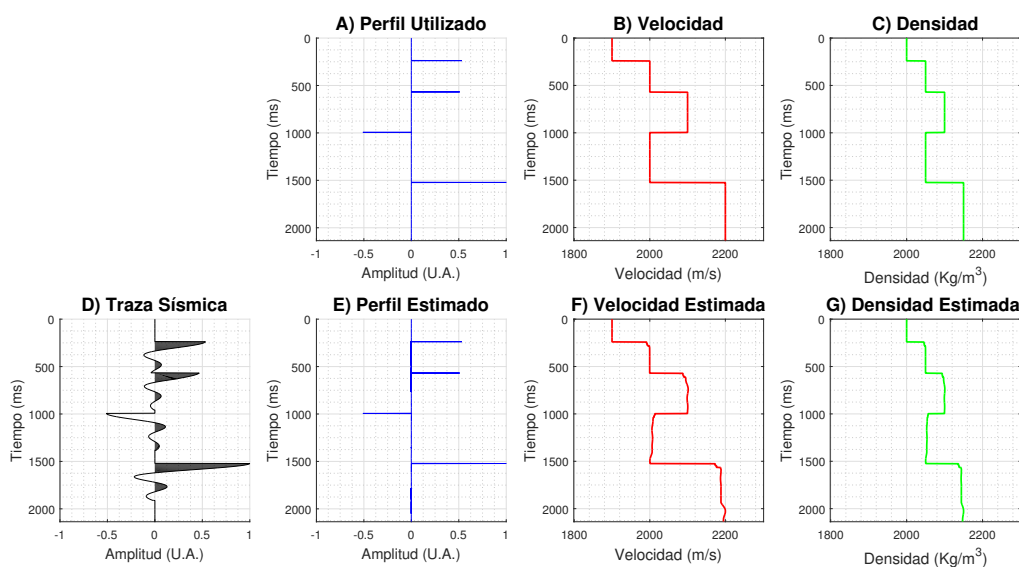 A) Perfil Utilizado
0
500
1000
1500
2000
Tiempo (ms)
-1 -0.5 0 0.5 1
Amplitud (U.A.)
B) Velocidad
0
500
1000
1500
2000
Tiempo (ms)
1800 2000 2200
Velocidad (m/s)
C) Densidad
0
500
1000
1500
2000
Tiempo (ms)
1800 2000 2200
Densidad (Kg/m³)
D) Traza Sísmica
0
500
1000
1500
2000
Tiempo (ms)
-1 -0.5 0 0.5 1
Amplitud (U.A.)
E) Perfil Estimado
0
500
1000
1500
2000
Tiempo (ms)
-1 -0.5 0 0.5 1
Amplitud (U.A.)
F) Velocidad Estimada
0
500
1000
1500
2000
Tiempo (ms)
1800 2000 2200
Velocidad (m/s)
G) Densidad Estimada
0
500
1000
1500
2000
Tiempo (ms)
1800 2000 2200
Densidad (Kg/m³)